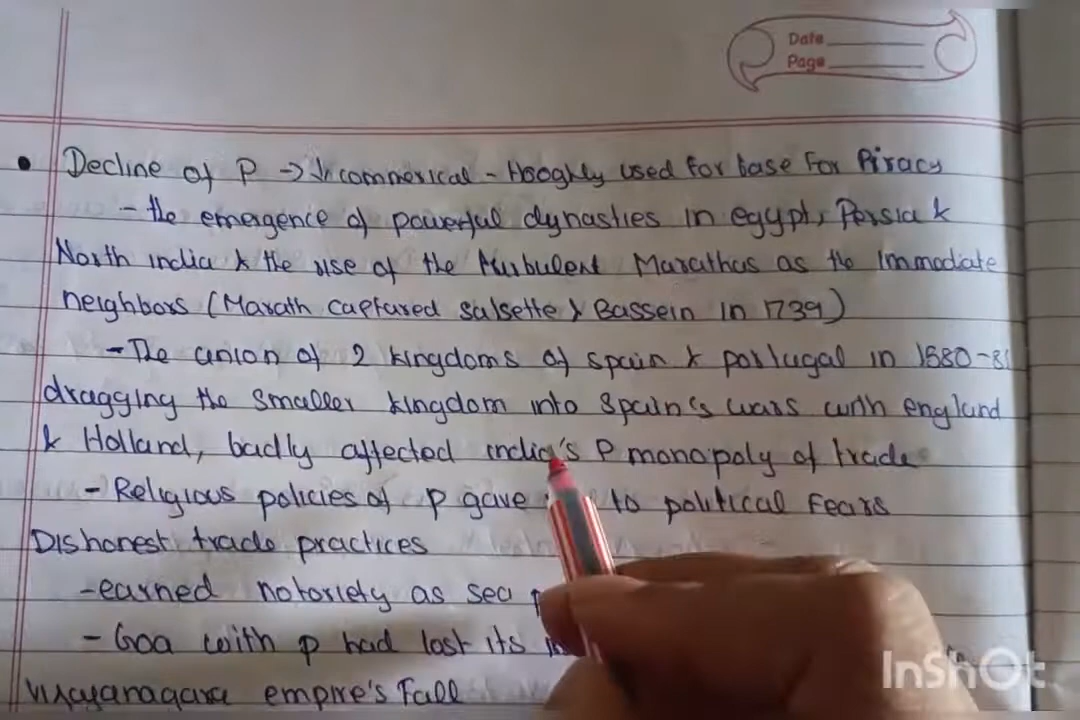 Date
Page
• Decline of P → ↓ commerical - Hooghly used for base for Piracy
- the emergence of powerful dynasties in egypt, Persia &
North india & the rise of the Murbulent Marathas as the Immediate
neighbors (Marath captured salsette & Bassein in 1739)
- The union of 2 kingdoms of spain & portugal in 1580-81
dragging the smaller kingdom into spain's wars with england
& Holland, badly affected india's P monopoly of trade
- Religious policies of P gave to political Fears
Dishonest trade practices
- earned notoriety as sea
- Goa with p had lost its
vijayanagara empire's Fall
InShOt